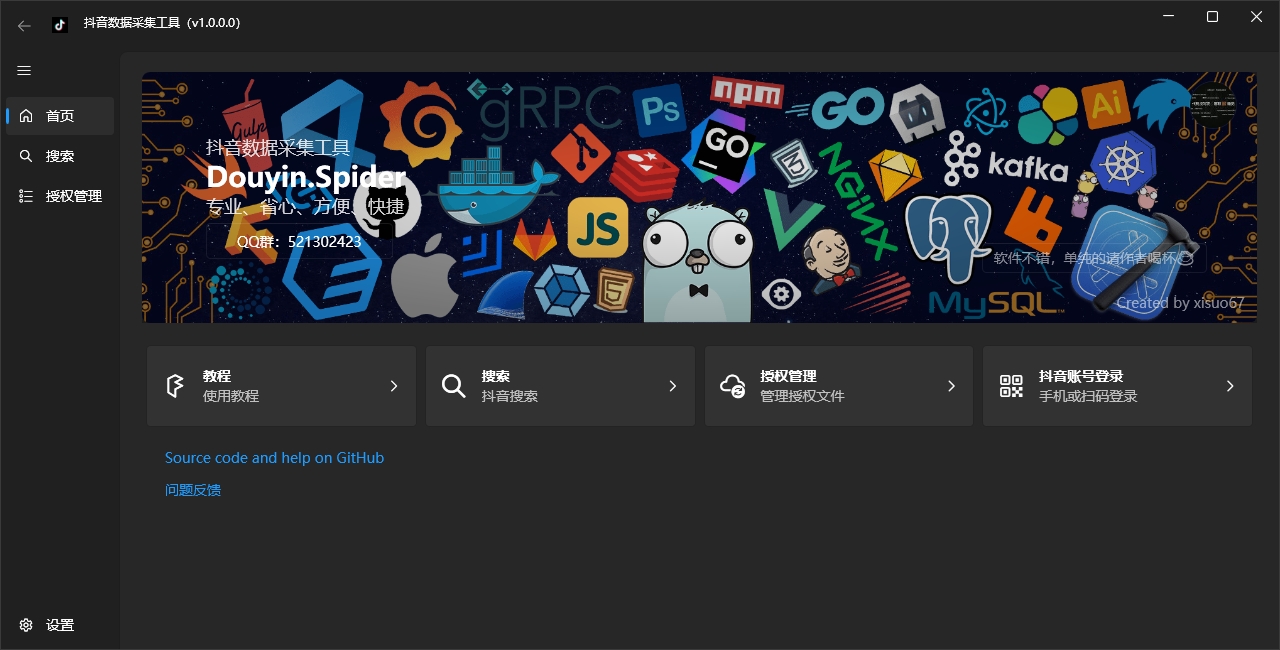 抖音数据采集工具（v1.0.0.0）
首页
搜索
授权管理
设置
Gulp
gRPC
Ps
npm
GO
Ai
GO
kafka
NGINX
JS
MySQL
抖音数据采集工具
Douyin.Spider
专业、省心、方便、快捷
QQ群：521302423
软件不错，单纯的请作者喝杯
Created by xisuo67
教程
使用教程
搜索
抖音搜索
授权管理
管理授权文件
抖音账号登录
手机或扫码登录
Source code and help on GitHub
问题反馈